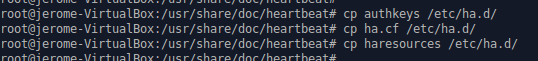 root@jerome-VirtualBox:/usr/share/doc/heartbeat# cp authkeys /etc/ha.d/
root@jerome-VirtualBox:/usr/share/doc/heartbeat# cp ha.cf /etc/ha.d/
root@jerome-VirtualBox:/usr/share/doc/heartbeat# cp haresources /etc/ha.d/
root@jerome-VirtualBox:/usr/share/doc/heartbeat#